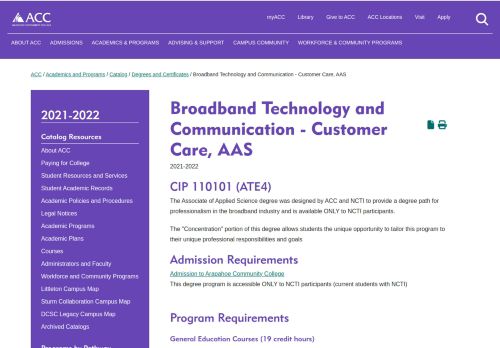 ACC
myACC Library Give to ACC ACC Locations Visit Apply
ABOUT ACC ADMISSIONS ACADEMICS & PROGRAMS ADVISING & SUPPORT CAMPUS COMMUNITY WORKFORCE & COMMUNITY PROGRAMS
ACC / Academics and Programs / Catalog / Degrees and Certificates / Broadband Technology and Communication - Customer Care, AAS
2021-2022
Catalog Resources
About ACC
Paying for College
Student Resources and Services
Student Academic Records
Academic Policies and Procedures
Legal Notices
Academic Programs
Academic Plans
Courses
Administrators and Faculty
Workforce and Community Programs
Littleton Campus Map
Sturm Collaboration Campus Map
DCSC Legacy Campus Map
Archived Catalogs
Programs by Pathway
Broadband Technology and
Communication - Customer
Care, AAS
2021-2022
CIP 110101 (ATE4)
The Associate of Applied Science degree was designed by ACC and NCTI to provide a degree path for
professionalism in the broadband industry and is available ONLY to NCTI participants.
The "Concentration" portion of this degree allows students the unique opportunity to tailor this program to
their unique professional responsibilities and goals
Admission Requirements
Admission to Arapahoe Community College
This degree program is accessible ONLY to NCTI participants (current students with NCTI)
Program Requirements
General Education Courses (19 credit hours)